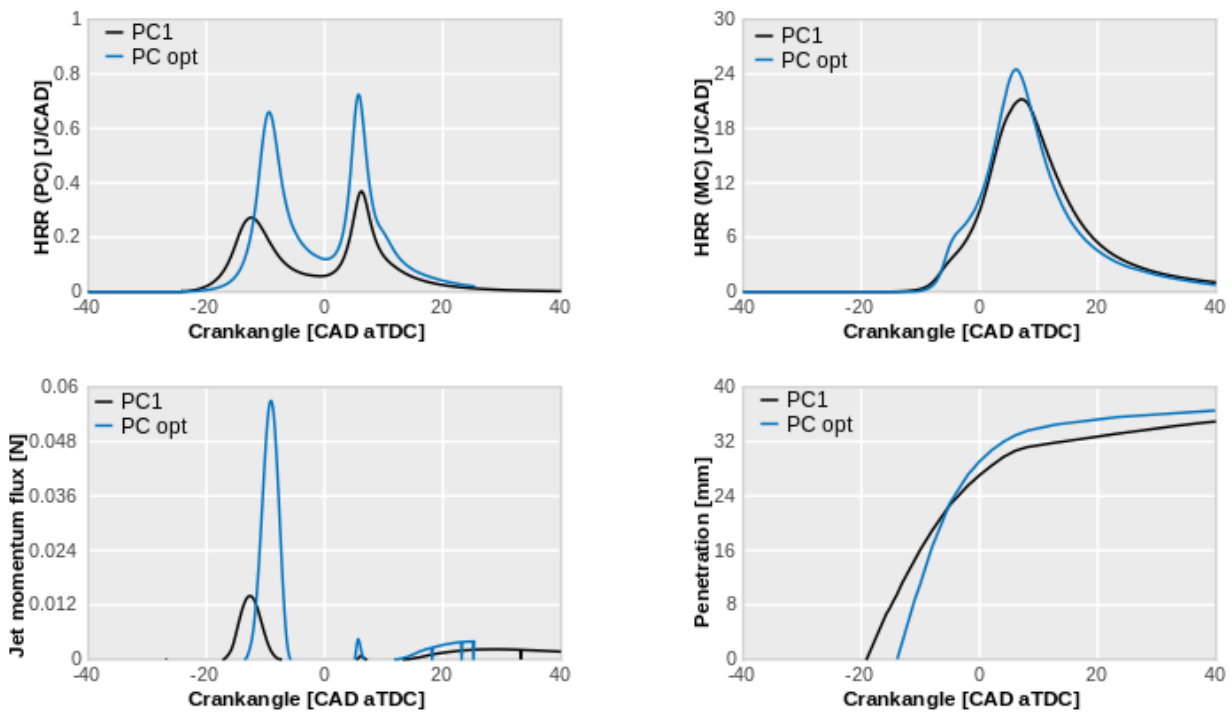 HRR (PC) [J/CAD]
1
0.8
0.6
0.4
0.2
0
PC1
PC opt
-40
-20
0
20
40
Crankangle [CAD aTDC]
HRR (MC) [J/CAD]
30
24
18
12
6
0
PC1
PC opt
-40
-20
0
20
40
Crankangle [CAD aTDC]
Jet momentum flux [N]
0.06
0.048
0.036
0.024
0.012
0
PC1
PC opt
-40
-20
0
20
40
Crankangle [CAD aTDC]
Penetration [mm]
40
32
24
16
8
0
PC1
PC opt
-40
-20
0
20
40
Crankangle [CAD aTDC]